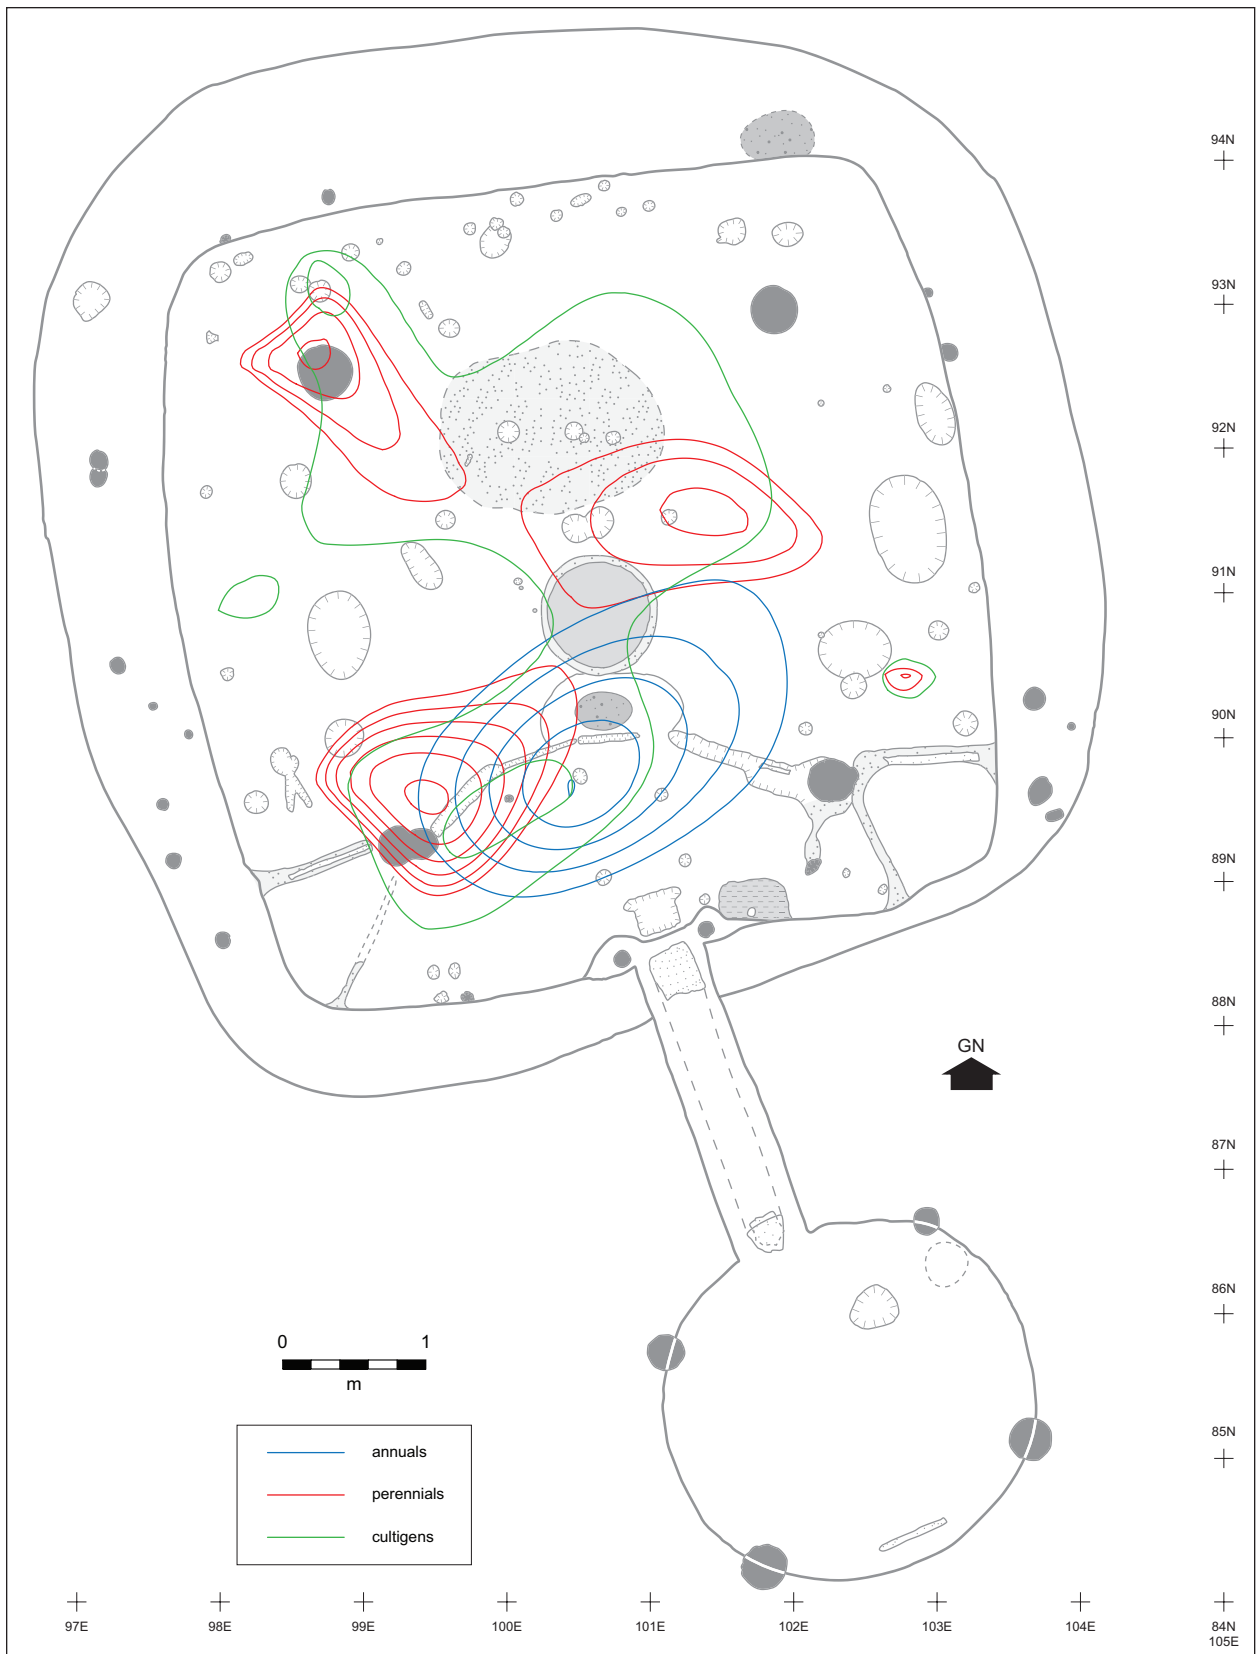 94N
93N
92N
91N
90N
89N
88N
GN
87N
86N
0 1
m
85N
annuals
perennials
cultigens
97E 98E 99E 100E 101E 102E 103E 104E 84N
105E